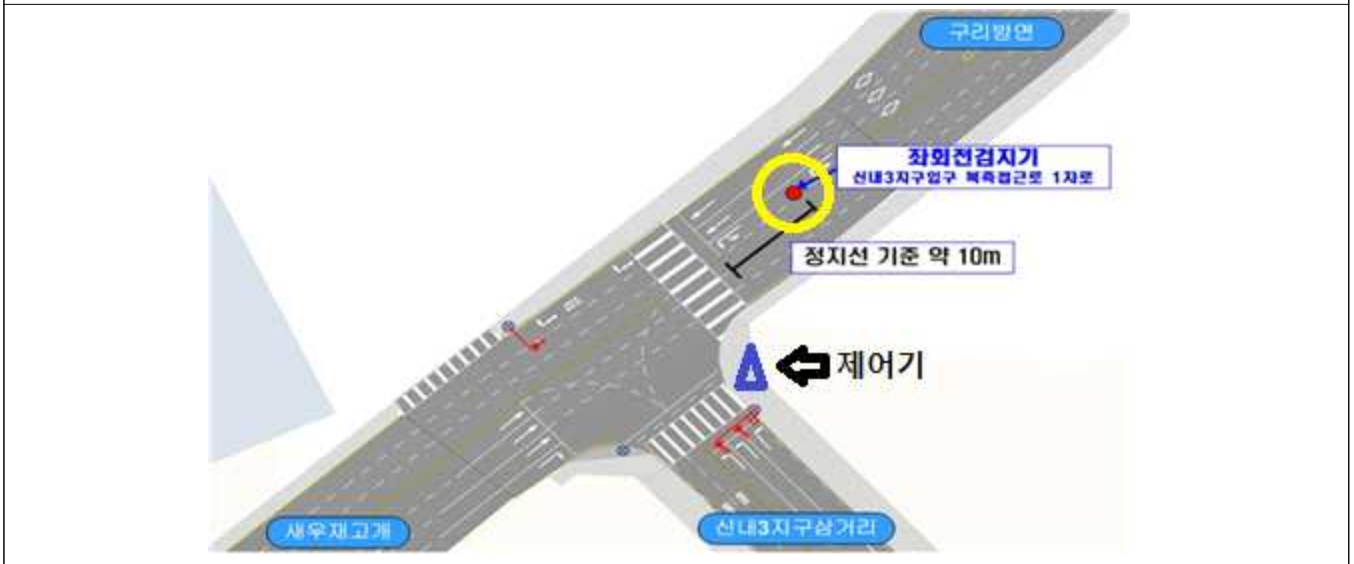 구리방면
좌회전검지기
신내3지구입구 북측접근로 1차로
정지선 기준 약 10m
제어기
새우재고개
신내3지구삼거리